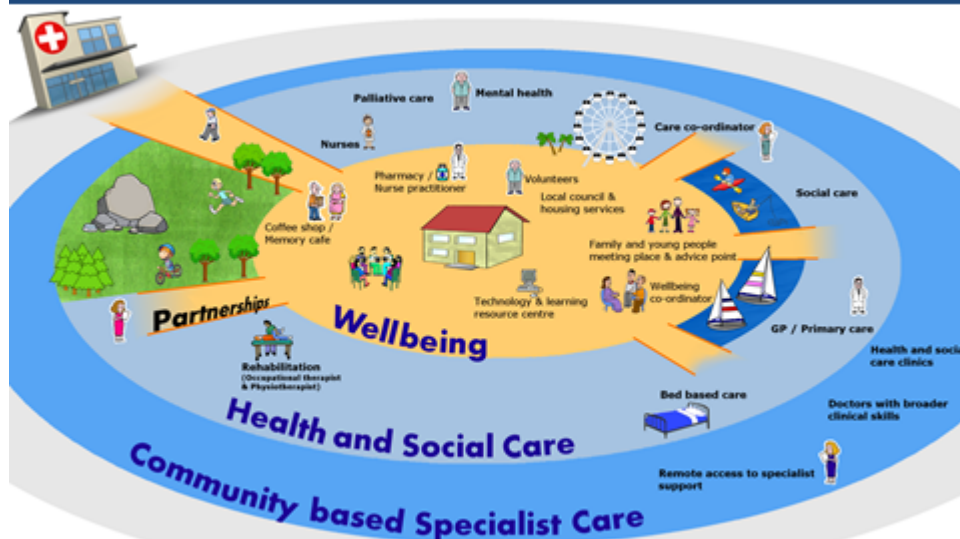 Palliative care
Mental health
Nurses
Care co-ordinator
Pharmacy /
Nurse practitioner
Volunteers
Local council &
housing services
Social care
Coffee shop /
Memory cafe
Family and young people
meeting place & advice point
Technology & learning
resource centre
Wellbeing
co-ordinator
Partnerships
Wellbeing
GP / Primary care
Rehabilitation
(Occupational therapist
& Physiotherapist)
Health and socia
care clinics
Bed based care
Doctors with broader
clinical skills
Health and Social Care
Remote access to specialist
support
Community based Specialist Care